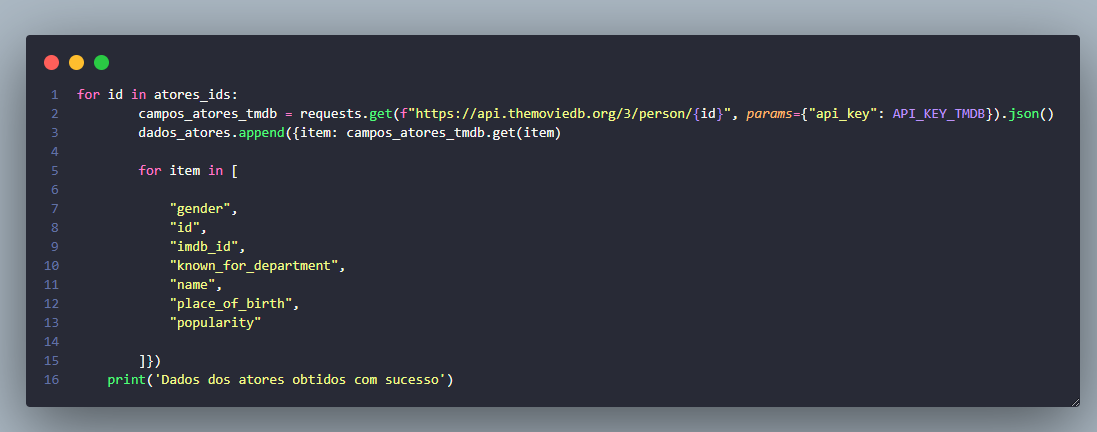 1 for id in atores_ids:
2 campos_atores_tmdb = requests.get(f"https://api.themoviedb.org/3/person/{id}", params={"api_key": API_KEY_TMDB}).json()
3 dados_atores.append({item: campos_atores_tmdb.get(item)
4
5 for item in [
6
7 "gender",
8 "id",
9 "imdb_id",
10 "known_for_department",
11 "name",
12 "place_of_birth",
13 "popularity"
14
15 ]})
16 print('Dados dos atores obtidos com sucesso')